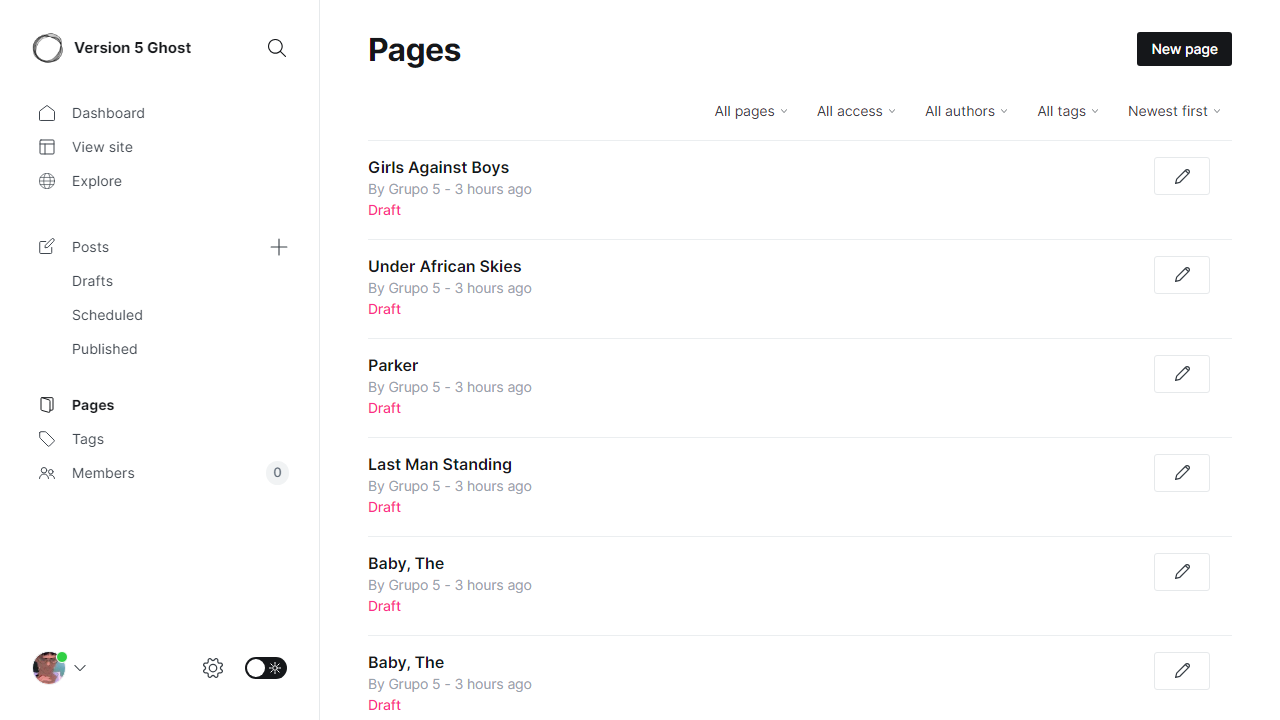 Version 5 Ghost
Dashboard
View site
Explore
Posts
Drafts
Scheduled
Published
Pages
Tags
Members 0
Pages
New page
All pages All access All authors All tags Newest first
Girls Against Boys
By Grupo 5 - 3 hours ago
Draft
Under African Skies
By Grupo 5 - 3 hours ago
Draft
Parker
By Grupo 5 - 3 hours ago
Draft
Last Man Standing
By Grupo 5 - 3 hours ago
Draft
Baby, The
By Grupo 5 - 3 hours ago
Draft
Baby, The
By Grupo 5 - 3 hours ago
Draft